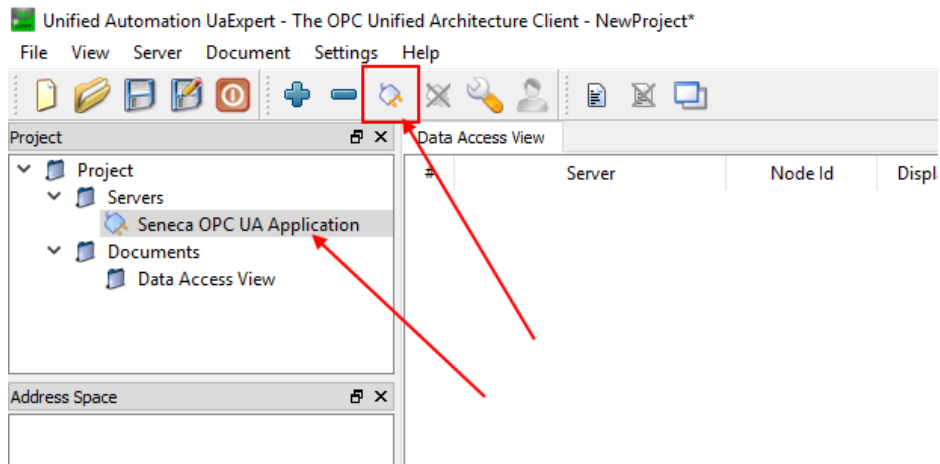 Unified Automation UaExpert - The OPC Unified Architecture Client - NewProject*
File View Server Document Settings Help
Project
Data Access View
Project
# Server Node Id Displ
Servers
Seneca OPC UA Application
Documents
Data Access View
Address Space